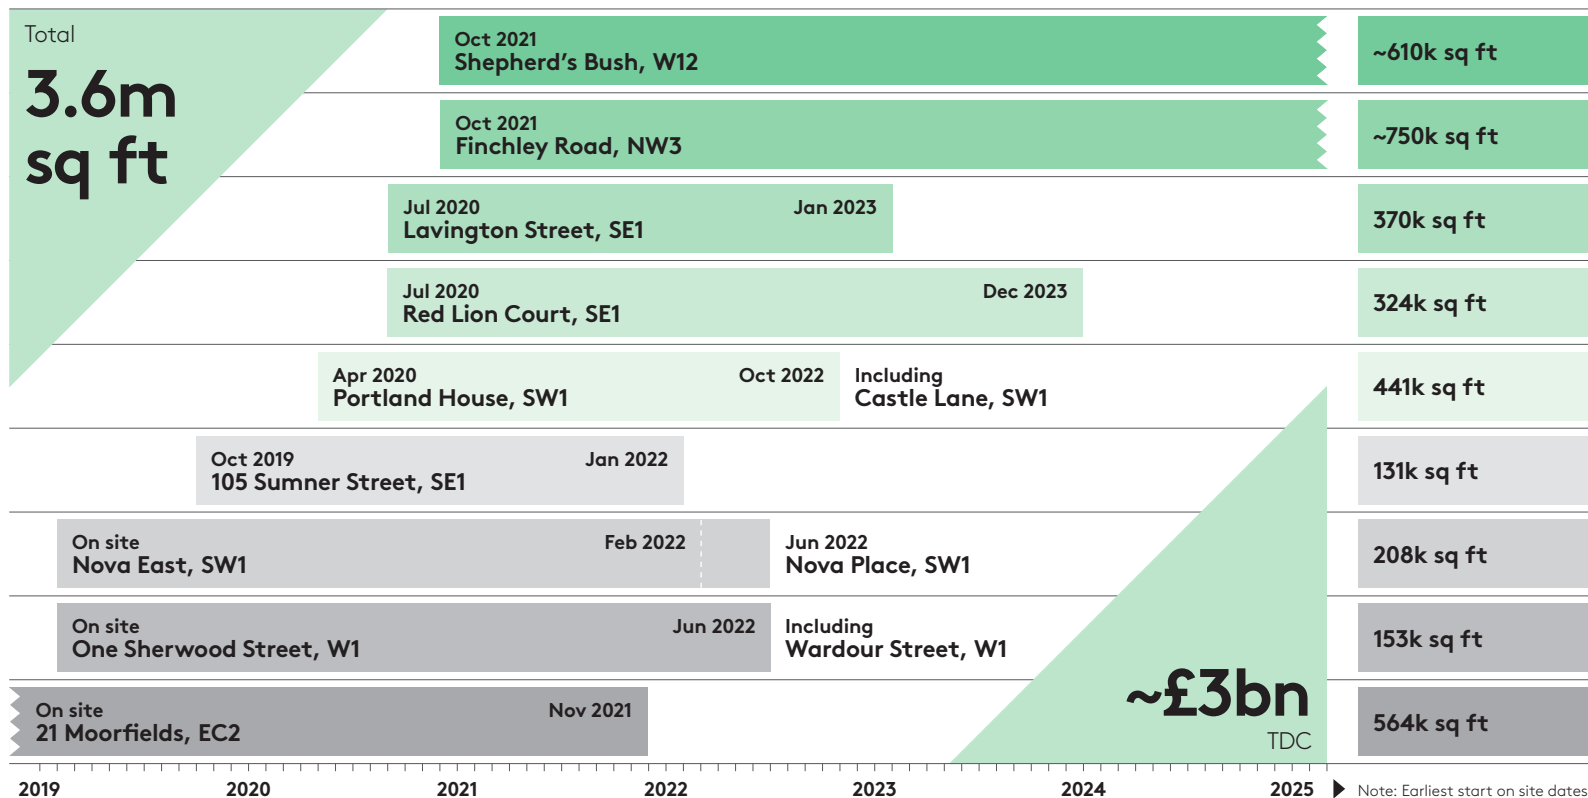 Total
3.6m
sq ft
Oct 2021
Shepherd’s Bush, W12
~610k sq ft
Oct 2021
Finchley Road, NW3
~750k sq ft
Jul 2020 Jan 2023
Lavington Street, SE1
370k sq ft
Jul 2020 Dec 2023
Red Lion Court, SE1
324k sq ft
Apr 2020 Oct 2022 Including
Portland House, SW1 Castle Lane, SW1
441k sq ft
Oct 2019 Jan 2022
105 Sumner Street, SE1
131k sq ft
On site Feb 2022 Jun 2022
Nova East, SW1 Nova Place, SW1
208k sq ft
On site Jun 2022 Including
One Sherwood Street, W1 Wardour Street, W1
153k sq ft
On site Nov 2021
21 Moorfields, EC2
564k sq ft
~£3bn
TDC
2019 2020 2021 2022 2023 2024 2025
Note: Earliest start on site dates